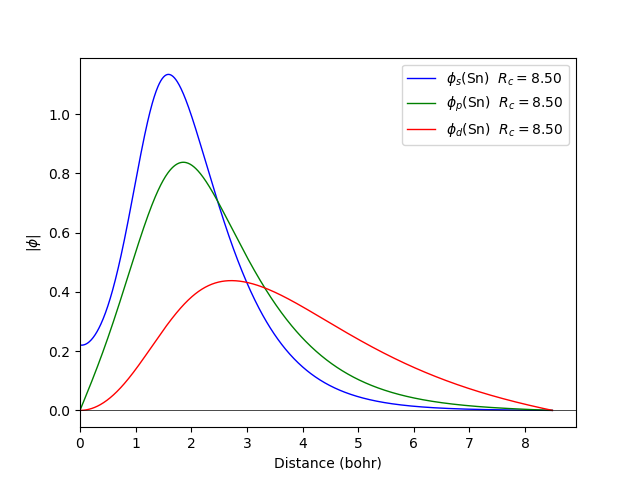 ϕs(Sn) Rc = 8.50
ϕp(Sn) Rc = 8.50
ϕd(Sn) Rc = 8.50
|ϕ|
1.0
0.8
0.6
0.4
0.2
0.0
0 1 2 3 4 5 6 7 8
Distance (bohr)